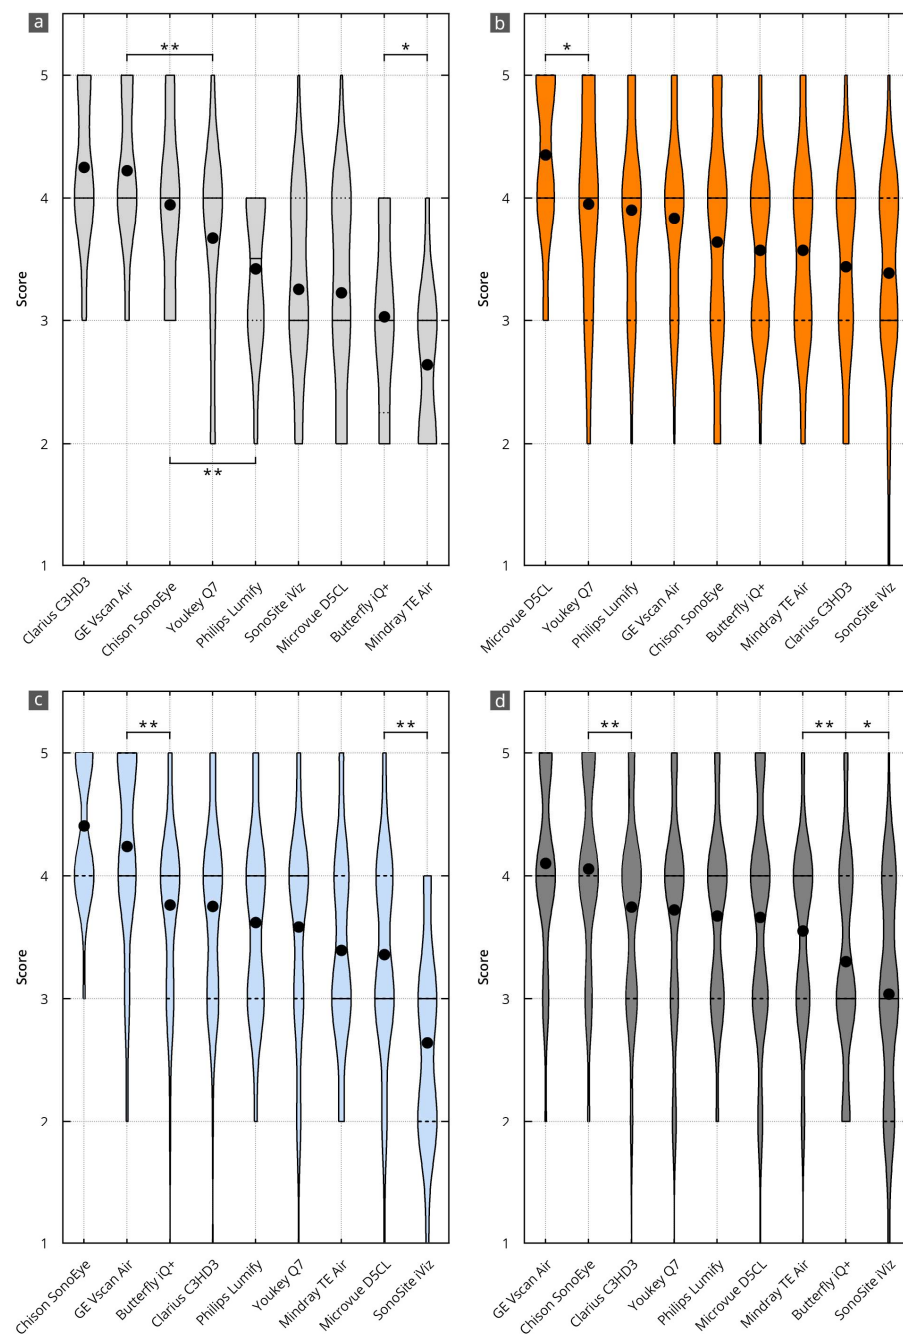 a
** *
5
4
3
2
1
Score
**
Clarius C3HD3
GE Vscan Air
Chison SonoEye
Youkey Q7
Philips Lumify
SonoSite iViz
Microvue D5CL
Butterfly iQ+
Mindray TE Air
b
*
5
4
3
2
1
Score
Microvue D5CL
Youkey Q7
Philips Lumify
GE Vscan Air
Chison SonoEye
Butterfly iQ+
Mindray TE Air
Clarius C3HD3
SonoSite iViz
c
** **
5
4
3
2
1
Score
Chison SonoEye
GE Vscan Air
Butterfly iQ+
Clarius C3HD3
Philips Lumify
Youkey Q7
Mindray TE Air
Microvue D5CL
SonoSite iViz
d
** ** *
5
4
3
2
1
Score
GE Vscan Air
Chison SonoEye
Clarius C3HD3
Youkey Q7
Philips Lumify
Microvue D5CL
Mindray TE Air
Butterfly iQ+
SonoSite iViz